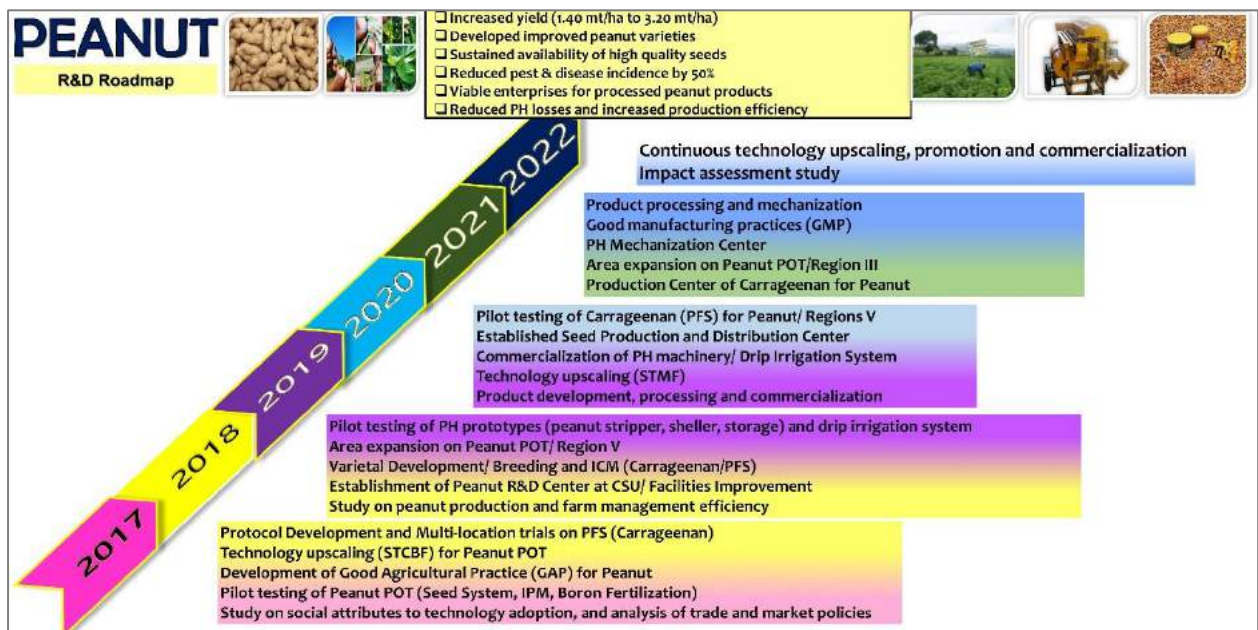 PEANUT
R&D Roadmap
Increased yield (1.40 mt/ha to 3.20 mt/ha)
Developed improved peanut varieties
Sustained availability of high quality seeds
Reduced pest & disease incidence by 50%
Viable enterprises for processed peanut products
Reduced PH losses and increased production efficiency
2022
Continuous technology upscaling, promotion and commercialization
Impact assessment study
2021
Product processing and mechanization
Good manufacturing practices (GMP)
PH Mechanization Center
Area expansion on Peanut POT/Region III
Production Center of Carrageenan for Peanut
2020
Pilot testing of Carrageenan (PFS) for Peanut/ Regions V
Established Seed Production and Distribution Center
Commercialization of PH machinery/ Drip Irrigation System
Technology upscaling (STMF)
Product development, processing and commercialization
2019
Pilot testing of PH prototypes (peanut stripper, sheller, storage) and drip irrigation system
Area expansion on Peanut POT/ Region V
Varietal Development/ Breeding and ICM (Carrageenan/PFS)
Establishment of Peanut R&D Center at CSU/ Facilities Improvement
Study on peanut production and farm management efficiency
2018
Protocol Development and Multi-location trials on PFS (Carrageenan)
Technology upscaling (STCBF) for Peanut POT
Development of Good Agricultural Practice (GAP) for Peanut
Pilot testing of Peanut POT (Seed System, IPM, Boron Fertilization)
Study on social attributes to technology adoption, and analysis of trade and market policies
2017